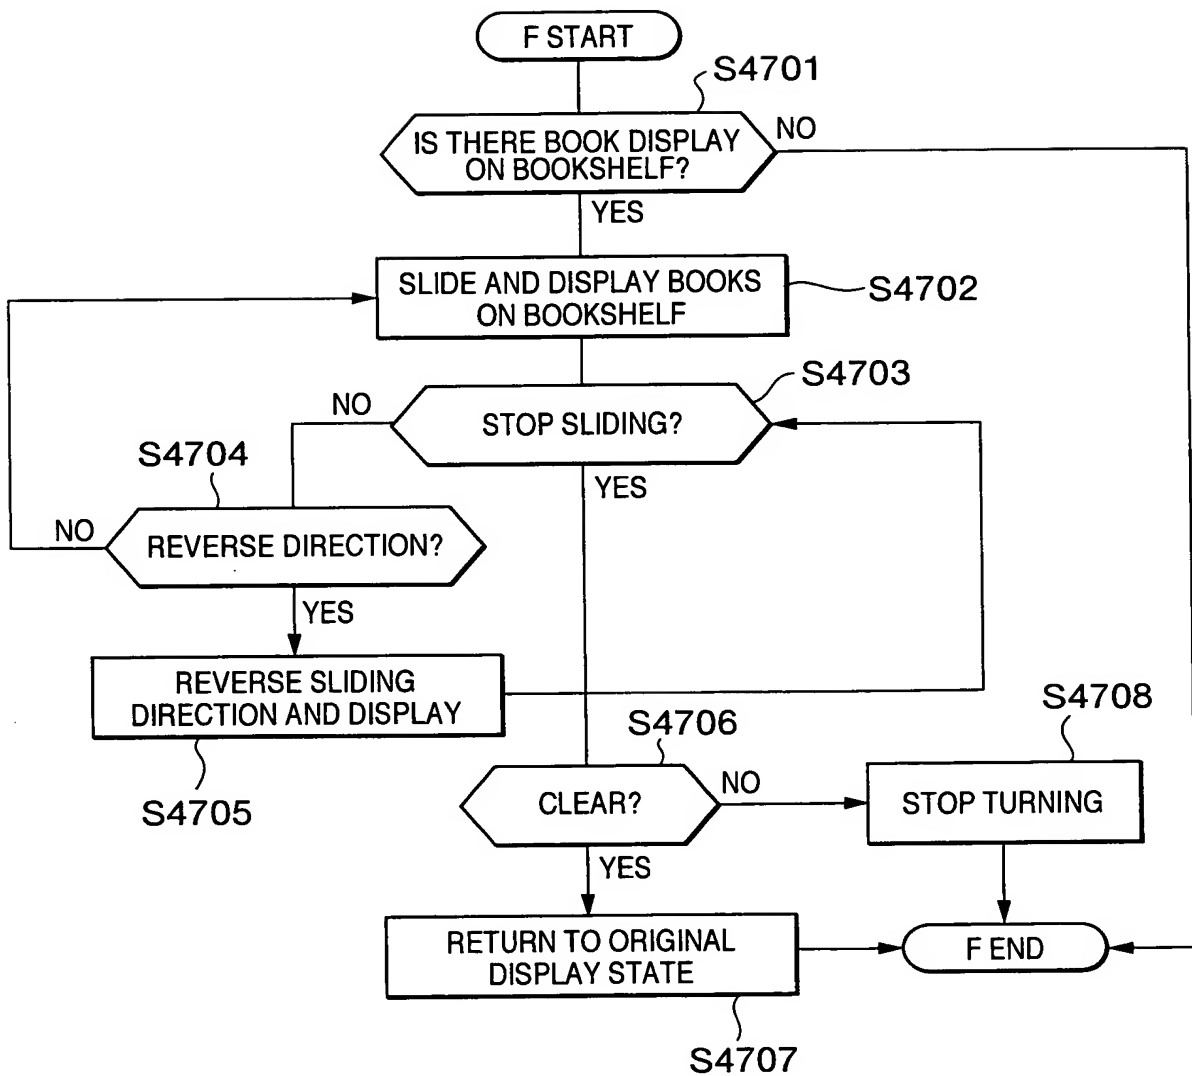 F START
S4701
IS THERE BOOK DISPLAY
ON BOOKSHELF?
NO
YES
SLIDE AND DISPLAY BOOKS
ON BOOKSHELF
S4702
S4703
NO
STOP SLIDING?
YES
S4704
NO
REVERSE DIRECTION?
YES
REVERSE SLIDING
DIRECTION AND DISPLAY
S4705
S4706
CLEAR?
NO
S4708
STOP TURNING
YES
RETURN TO ORIGINAL
DISPLAY STATE
F END
S4707